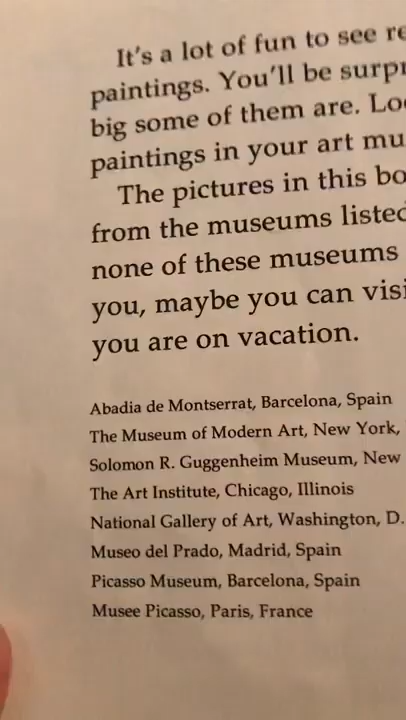 It's a lot of fun to see re
paintings. You'll be surpr
big some of them are. Loo
paintings in your art mu
The pictures in this bo
from the museums listed
none of these museums
you, maybe you can visi
you are on vacation.
Abadia de Montserrat, Barcelona, Spain
The Museum of Modern Art, New York,
Solomon R. Guggenheim Museum, New
The Art Institute, Chicago, Illinois
National Gallery of Art, Washington, D.
Museo del Prado, Madrid, Spain
Picasso Museum, Barcelona, Spain
Musee Picasso, Paris, France